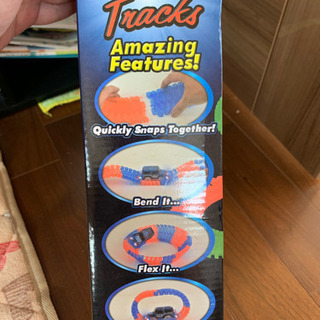 Tracks
Amazing
Features!
Quickly Snaps Together!
Bend It...
Flex It...